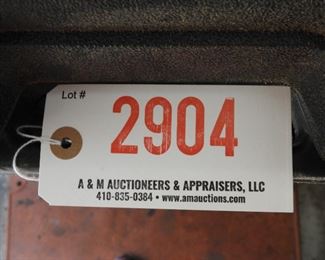 Lot #
2904
A & M AUCTIONEERS & APPRAISERS, LLC
410-835-0384 • www.amauctions.com